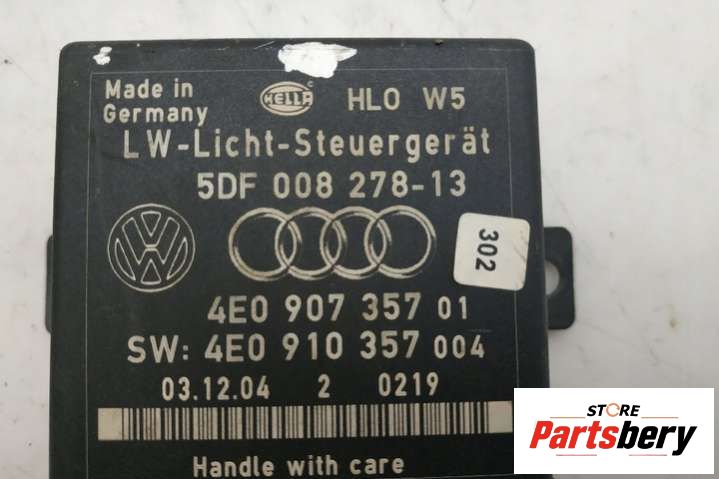 Made in
Germany
HELLA
HLO W5
LW-Licht-Steuergerät
5DF 008 278-13
302
4E0 907 357 01
SW: 4E0 910 357 004
03.12.04 2 0219
Handle with care
STORE
Partsbery